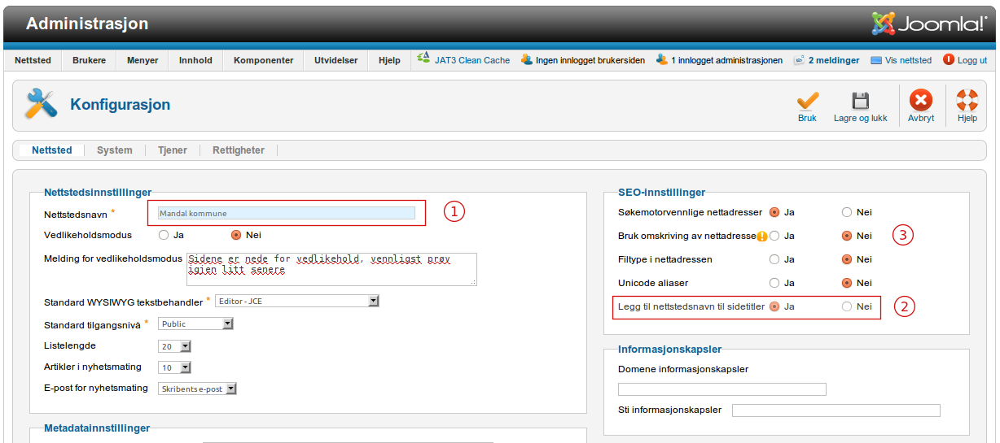 Administrasjon
Joomla!
Nettsted Brukere Menyer Innhold Komponenter Utvidelser Hjelp JAT3 Clean Cache Ingen innlogget brukersiden 1 innlogget administrasjonen 2 meldinger Vis nettsted Logg ut
Konfigurasjon
Bruk Lagre og lukk Avbryt Hjelp
Nettsted System Tjener Rettigheter
Nettstedsinnstillinger
Nettstedsnavn * Mandal kommune 1
Vedlikeholdsmodus Ja Nei
Melding for vedlikeholdsmodus Sidene er nede for vedlikehold, vennligst prøv
igjen litt senere
Standard WYSIWYG tekstbehandler * Editor - JCE
Standard tilgangsnivå * Public
Listelengde 20
Artikler i nyhetsmating 10
E-post for nyhetsmating Skribents e-post
Metadatainnstillinger
SEO-innstillinger
Søkemotorvennlige nettadresser Ja Nei
Bruk omskriving av nettadresse Ja Nei 3
Filtype i nettadressen Ja Nei
Unicode aliaser Ja Nei
Legg til nettstedsnavn til sidetitler Ja Nei 2
Informasjonskapsler
Domene informasjonskapsler
Sti informasjonskapsler